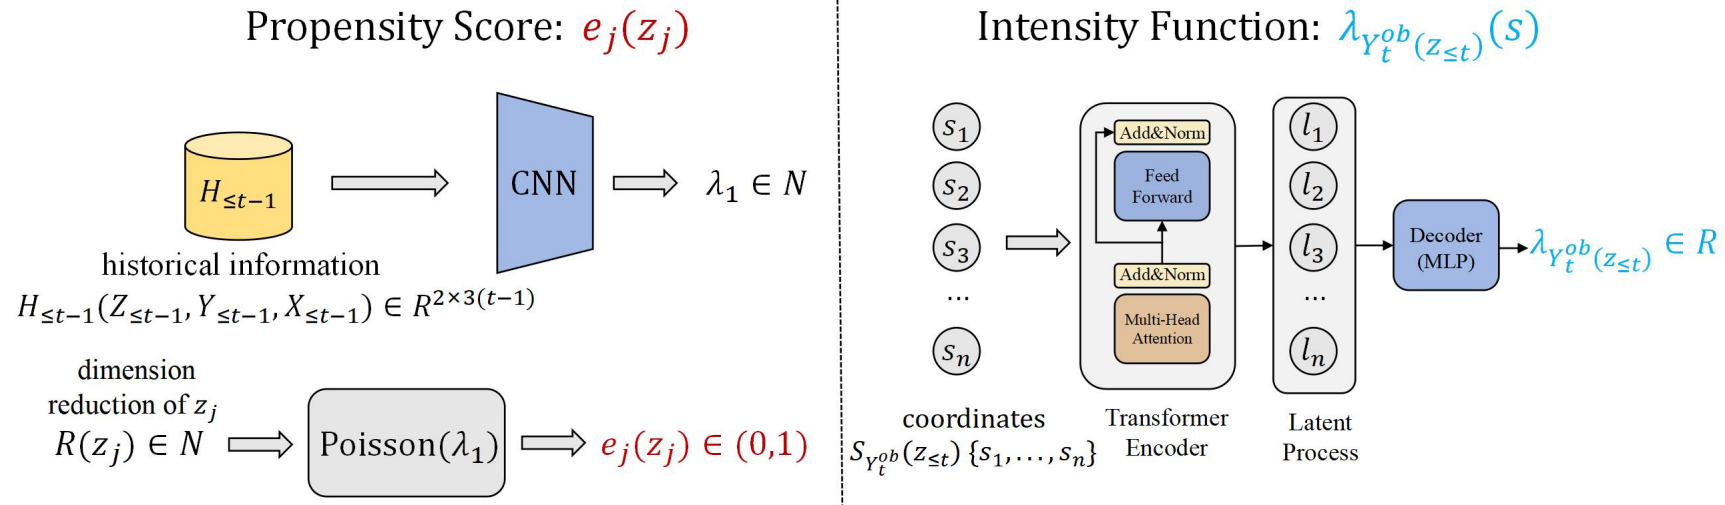 Propensity Score: e_j(z_j)
H_{≤t−1}
CNN
λ_1 ∈ N
historical information
H_{≤t−1}(Z_{≤t−1}, Y_{≤t−1}, X_{≤t−1}) ∈ R^{2×3(t−1)}
dimension
reduction of z_j
R(z_j) ∈ N
Poisson(λ_1)
e_j(z_j) ∈ (0,1)
Intensity Function: λ_{Y_t^{ob}(z_{≤t})}(s)
s_1
s_2
s_3
...
s_n
coordinates
S_{Y_t^{ob}}(z_{≤t}) {s_1, . . . , s_n}
Add&Norm
Feed
Forward
Add&Norm
Multi-Head
Attention
Transformer
Encoder
l_1
l_2
l_3
...
l_n
Latent
Process
Decoder
(MLP)
λ_{Y_t^{ob}(z_{≤t})} ∈ R